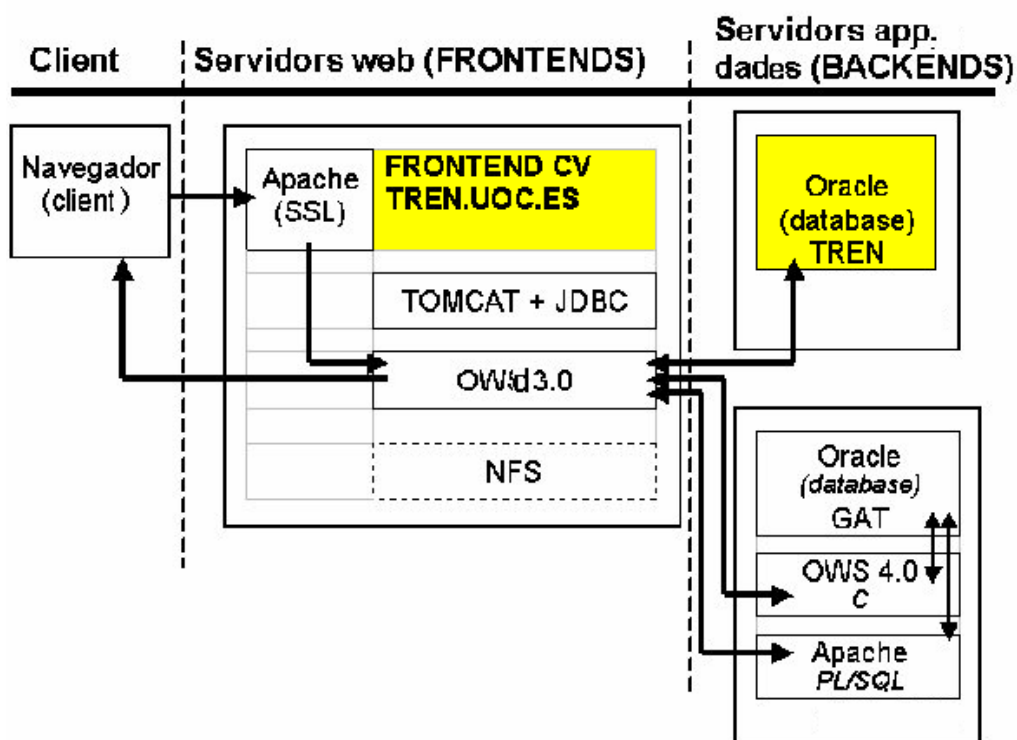 Client
Servidors web (FRONTENDS)
Servidors app.
dades (BACKENDS)
Navegador
(client)
Apache
(SSL)
FRONTEND CV
TREN.UOC.ES
TOMCAT + JDBC
3.0
NFS
Oracle
(database)
TREN
Oracle
(database)
GAT
OWS 4.0
C
Apache
PL/SQL